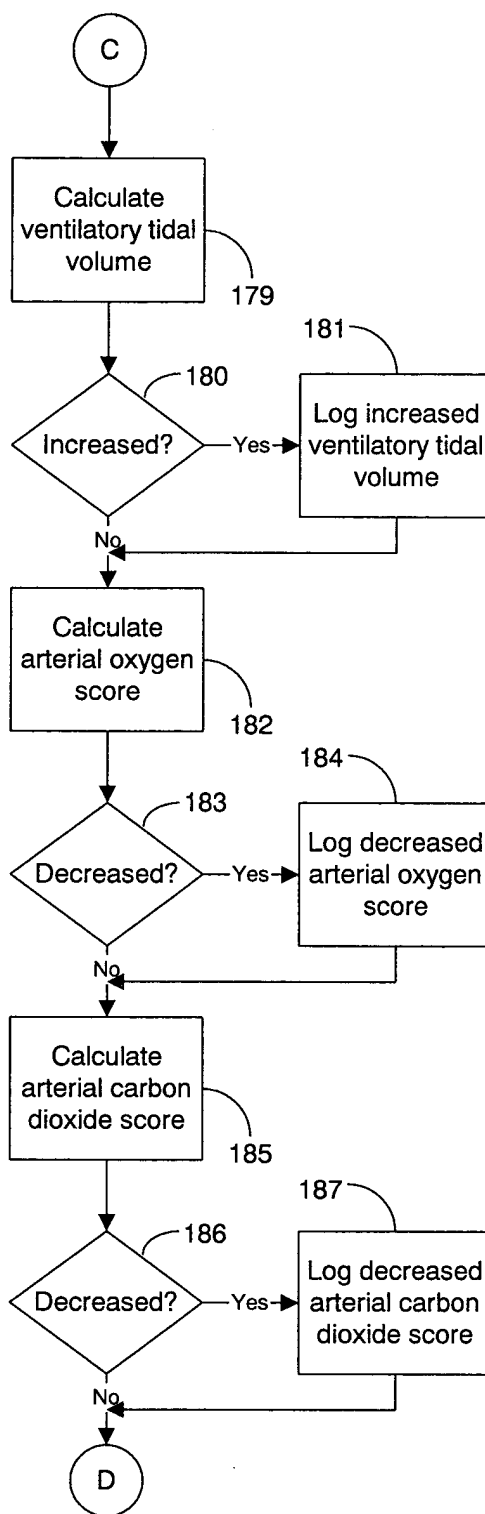 C
Calculate
ventilatory tidal
volume
179
180
181
Increased?
Yes
Log increased
ventilatory tidal
volume
No
Calculate
arterial oxygen
score
182
183
184
Decreased?
Yes
Log decreased
arterial oxygen
score
No
Calculate
arterial carbon
dioxide score
185
186
187
Decreased?
Yes
Log decreased
arterial carbon
dioxide score
No
D